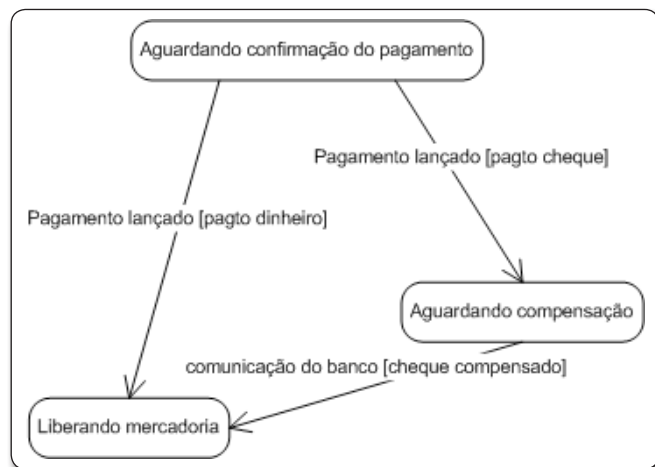 Aguardando confirmação do pagamento
Pagamento lançado [pagto cheque]
Pagamento lançado [pagto dinheiro]
Aguardando compensação
comunicação do banco [cheque compensado]
Liberando mercadoria